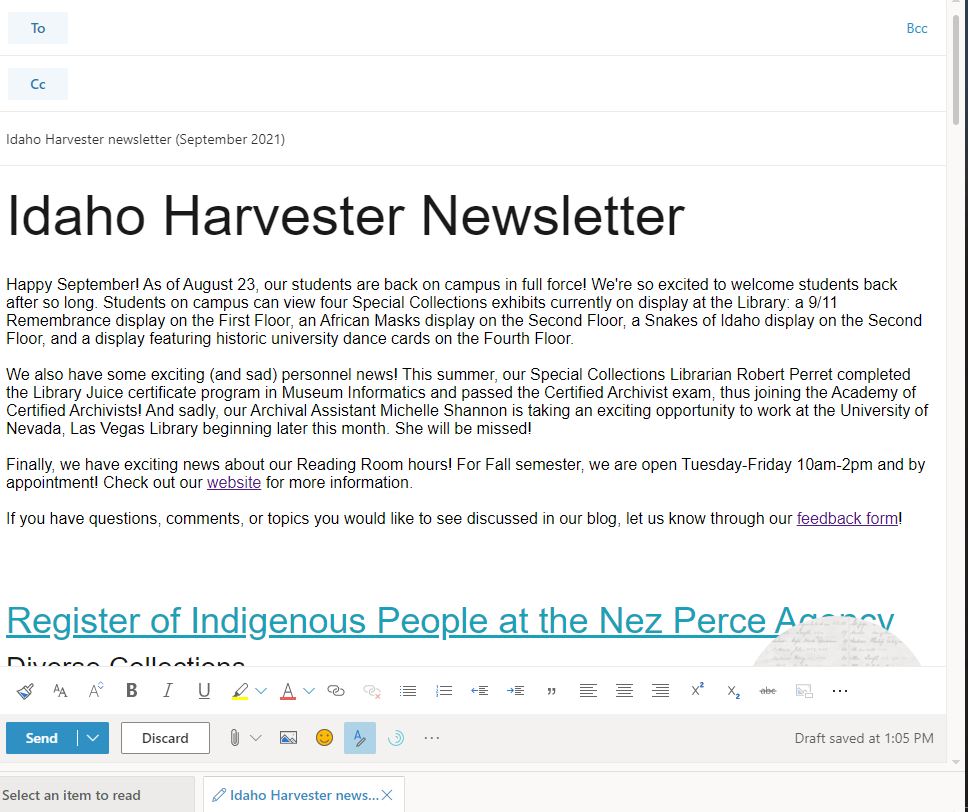 To
Bcc
Cc
Idaho Harvester newsletter (September 2021)
Idaho Harvester Newsletter
Happy September! As of August 23, our students are back on campus in full force! We're so excited to welcome students back
after so long. Students on campus can view four Special Collections exhibits currently on display at the Library: a 9/11
Remembrance display on the First Floor, an African Masks display on the Second Floor, a Snakes of Idaho display on the Second
Floor, and a display featuring historic university dance cards on the Fourth Floor.
We also have some exciting (and sad) personnel news! This summer, our Special Collections Librarian Robert Perret completed
the Library Juice certificate program in Museum Informatics and passed the Certified Archivist exam, thus joining the Academy of
Certified Archivists! And sadly, our Archival Assistant Michelle Shannon is taking an exciting opportunity to work at the University of
Nevada, Las Vegas Library beginning later this month. She will be missed!
Finally, we have exciting news about our Reading Room hours! For Fall semester, we are open Tuesday-Friday 10am-2pm and by
appointment! Check out our website for more information.
If you have questions, comments, or topics you would like to see discussed in our blog, let us know through our feedback form!
Register of Indigenous People at the Nez Perce Agency
Diverse Collections
Send
Discard
Draft saved at 1:05 PM
Select an item to read
Idaho Harvester news...